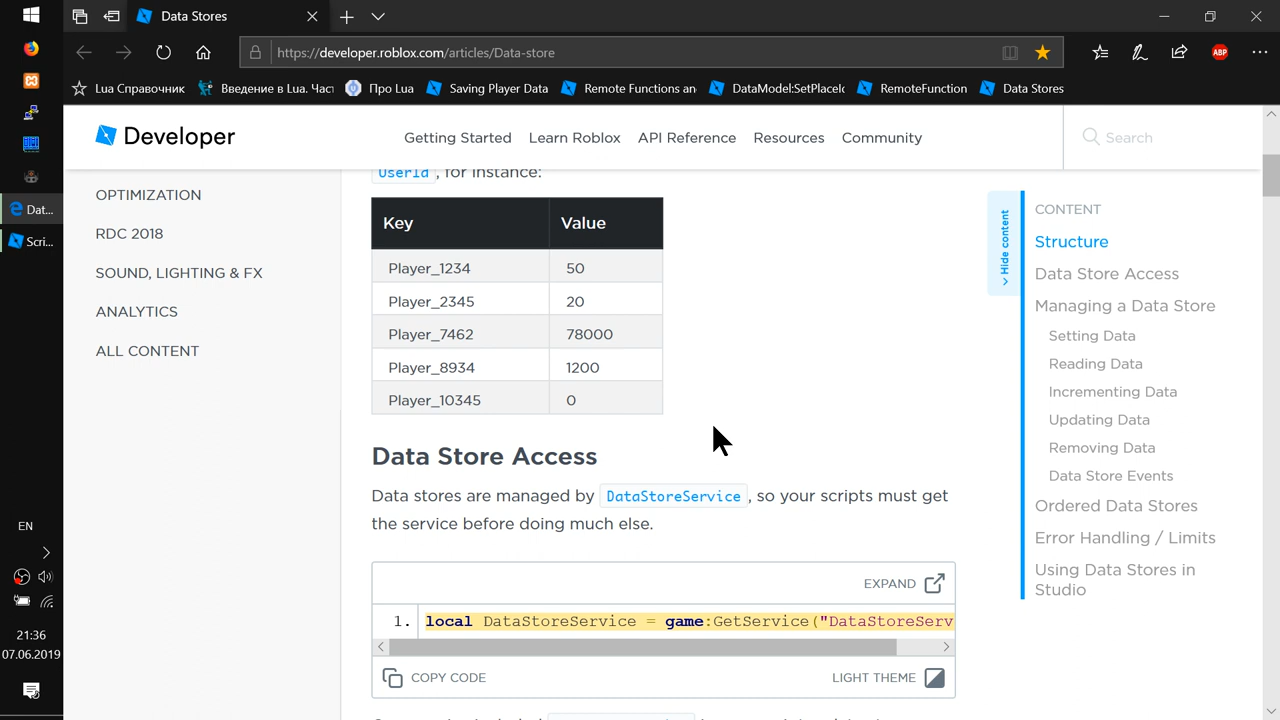 Data Stores
https://developer.roblox.com/articles/Data-store
ABP
Lua Справочник
Введение в Lua. Час
Про Lua
Saving Player Data
Remote Functions an
DataModel:SetPlaceId
RemoteFunction
Data Stores
Developer
Getting Started
Learn Roblox
API Reference
Resources
Community
Search
OPTIMIZATION
RDC 2018
SOUND, LIGHTING & FX
ANALYTICS
ALL CONTENT
UserId , for instance:
Key Value
Player_1234 50
Player_2345 20
Player_7462 78000
Player_8934 1200
Player_10345 0
Data Store Access
Data stores are managed by DataStoreService , so your scripts must get
the service before doing much else.
EXPAND
1. local DataStoreService = game:GetService("DataStoreServ
COPY CODE
LIGHT THEME
Hide content
CONTENT
Structure
Data Store Access
Managing a Data Store
Setting Data
Reading Data
Incrementing Data
Updating Data
Removing Data
Data Store Events
Ordered Data Stores
Error Handling / Limits
Using Data Stores in
Studio
Dat...
Scri...
EN
21:36
07.06.2019